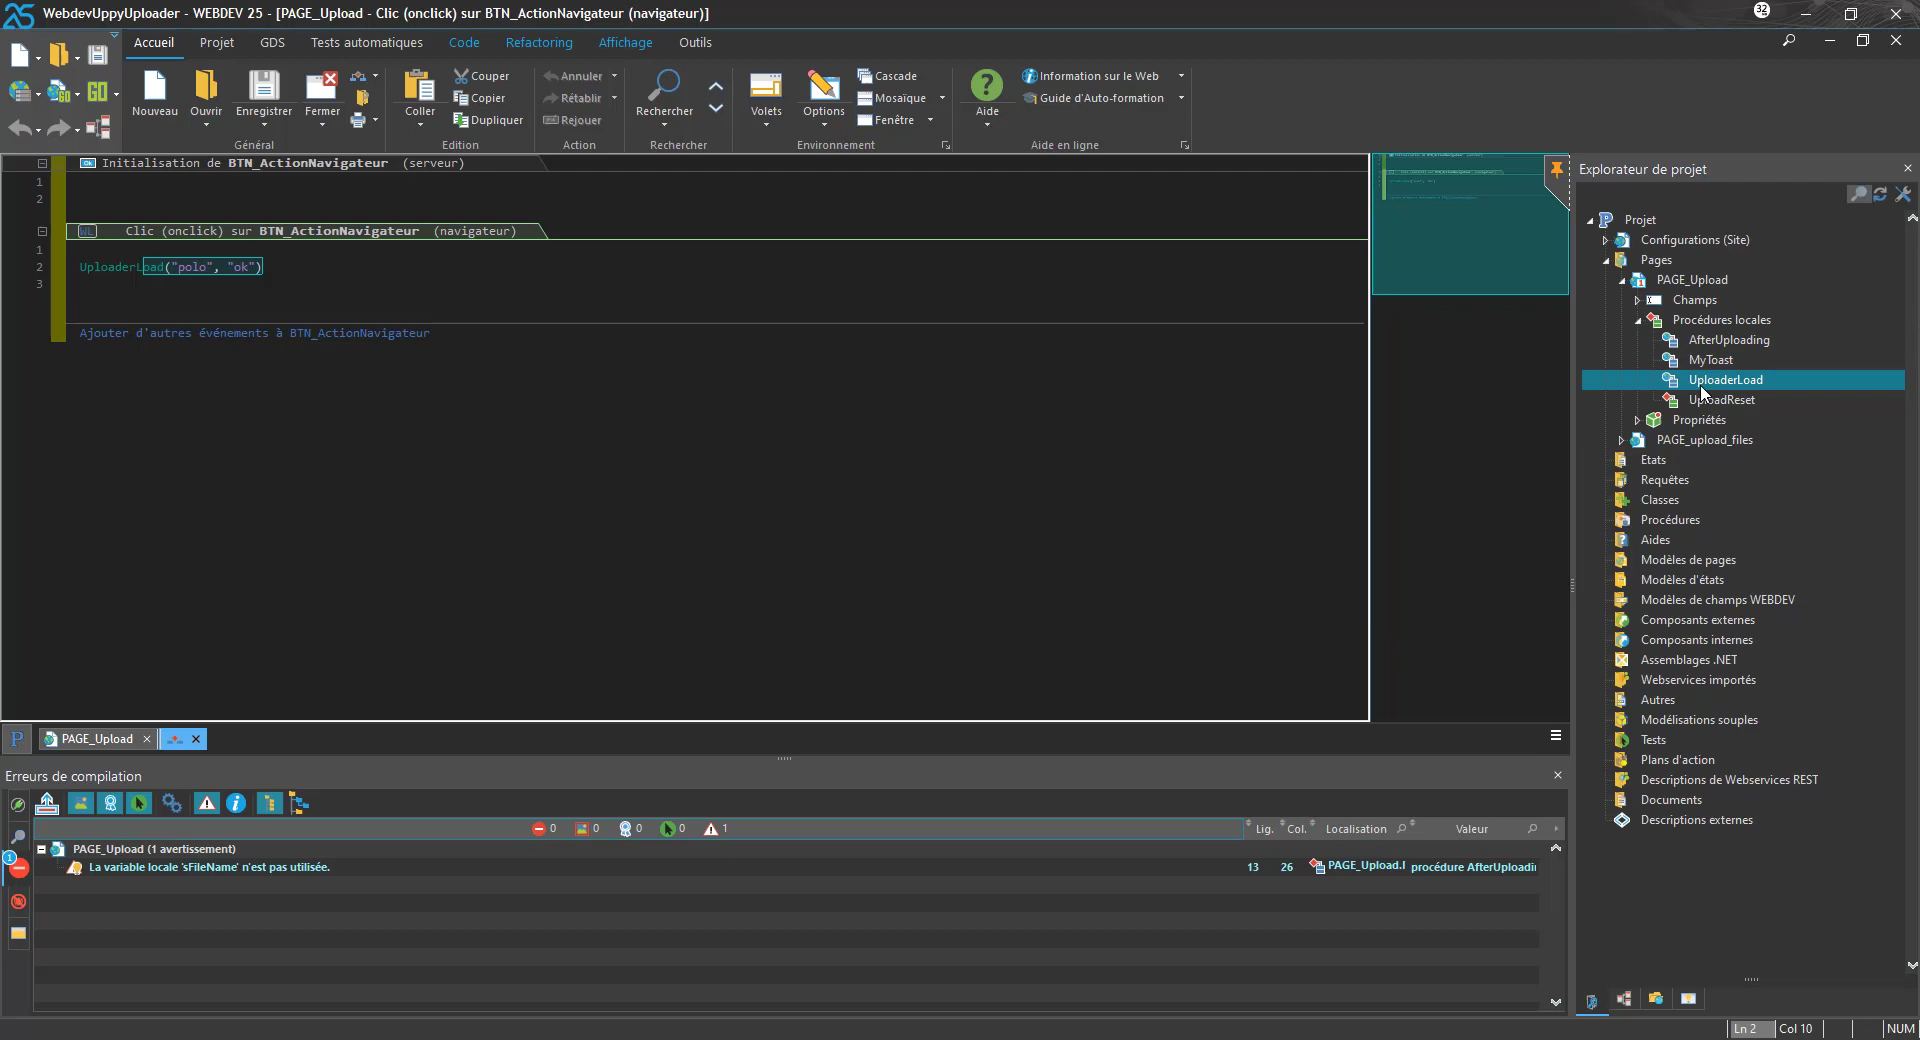 WebdevUppyUploader - WEBDEV 25 - [PAGE_Upload - Clic (onclick) sur BTN_ActionNavigateur (navigateur)]
32
Accueil Projet GDS Tests automatiques Code Refactoring Affichage Outils
Nouveau Ouvrir Enregistrer Fermer
Général
Coller
Couper
Copier
Dupliquer
Edition
Annuler
Rétablir
Rejouer
Action
Rechercher
Rechercher
Volets Options
Cascade
Mosaïque
Fenêtre
Environnement
Aide
Information sur le Web
Guide d'Auto-formation
Aide en ligne
Initialisation de BTN_ActionNavigateur (serveur)
1
2
WL Clic (onclick) sur BTN_ActionNavigateur (navigateur)
1
2 UploaderLoad("polo", "ok")
3
Ajouter d'autres événements à BTN_ActionNavigateur
Explorateur de projet
Projet
Configurations (Site)
Pages
PAGE_Upload
Champs
Procédures locales
AfterUploading
MyToast
UploaderLoad
UploadReset
Propriétés
PAGE_upload_files
Etats
Requêtes
Classes
Procédures
Aides
Modèles de pages
Modèles d'états
Modèles de champs WEBDEV
Composants externes
Composants internes
Assemblages .NET
Webservices importés
Autres
Modélisations souples
Tests
Plans d'action
Descriptions de Webservices REST
Documents
Descriptions externes
PAGE_Upload
Erreurs de compilation
0 0 0 0 1 Lig. Col. Localisation Valeur
PAGE_Upload (1 avertissement)
1
La variable locale 'sFileName' n'est pas utilisée. 13 26 PAGE_Upload.I procédure AfterUploadin
Ln 2 Col 10 NUM